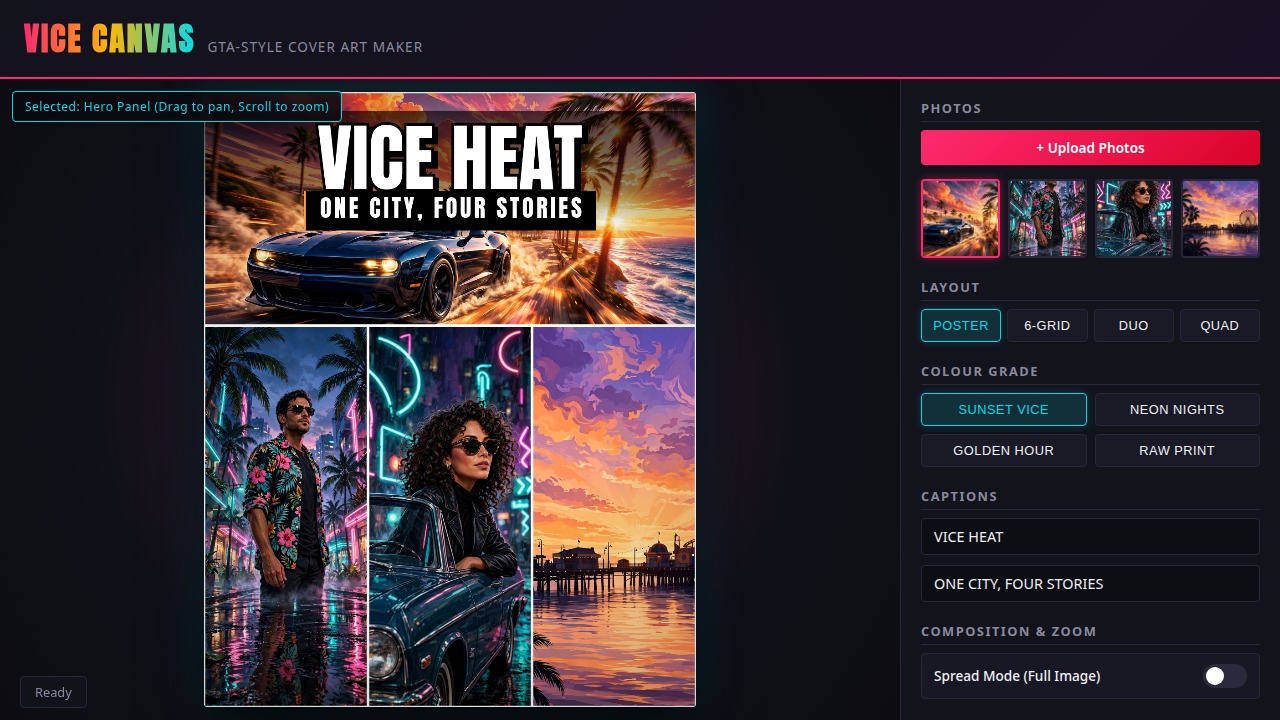 VICE CANVAS
GTA-STYLE COVER ART MAKER
Selected: Hero Panel (Drag to pan, Scroll to zoom)
VICE HEAT
ONE CITY, FOUR STORIES
Ready
PHOTOS
+ Upload Photos
LAYOUT
POSTER
6-GRID
DUO
QUAD
COLOUR GRADE
SUNSET VICE
NEON NIGHTS
GOLDEN HOUR
RAW PRINT
CAPTIONS
VICE HEAT
ONE CITY, FOUR STORIES
COMPOSITION & ZOOM
Spread Mode (Full Image)